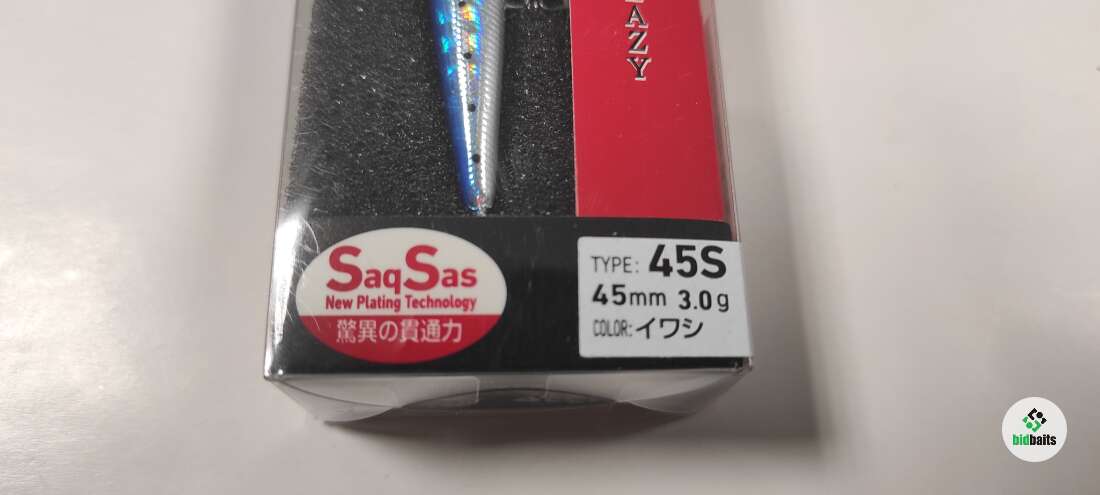 AZY
SaqSas
New Plating Technology
驚異の貫通力
TYPE: 45S
45mm 3.0g
COLOR: イワシ
bidbaits